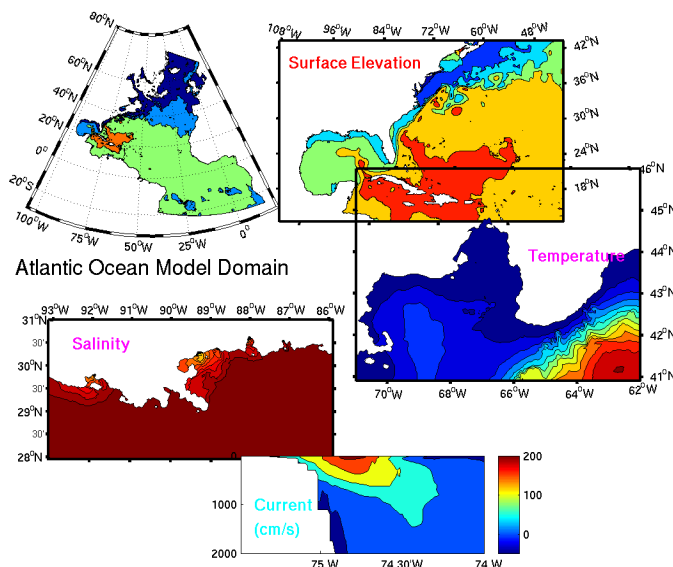 80°N
60°N
40°N
20°N
0°
20°S
100°W
75°W
50°W
25°W
0°
Atlantic Ocean Model Domain
108°W
96°W
84°W
72°W
60°W
48°W
Surface Elevation
42°N
36°N
30°N
24°N
18°N
46°N
45°N
44°N
43°N
42°N
41°N
Temperature
70°W
68°W
66°W
64°W
62°W
93°W
92°W
91°W
90°W
89°W
88°W
87°W
86°W
Salinity
31°N
30'
30°N
30'
29°N
30'
28°N
Current
(cm/s)
1000
2000
75 W
74 30'W
74 W
200
100
0